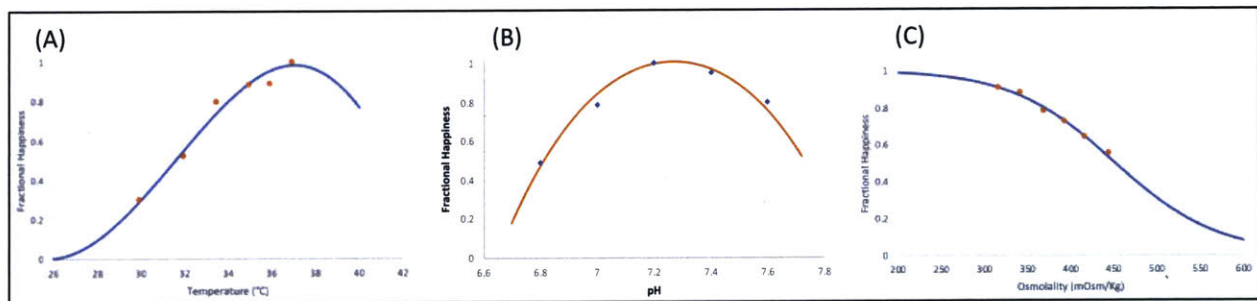 (A)
Fractional Happiness
1
0.8
0.6
0.4
0.2
0
26 28 30 32 34 36 38 40 42
Temperature (°C)
(B)
Fractional Happiness
1
0.8
0.6
0.4
0.2
0
6.6 6.8 7 7.2 7.4 7.6 7.8
pH
(C)
Fractional Happiness
1
0.8
0.6
0.4
0.2
0
200 250 300 350 400 450 500 550 600
Osmolality (mOsm/Kg)